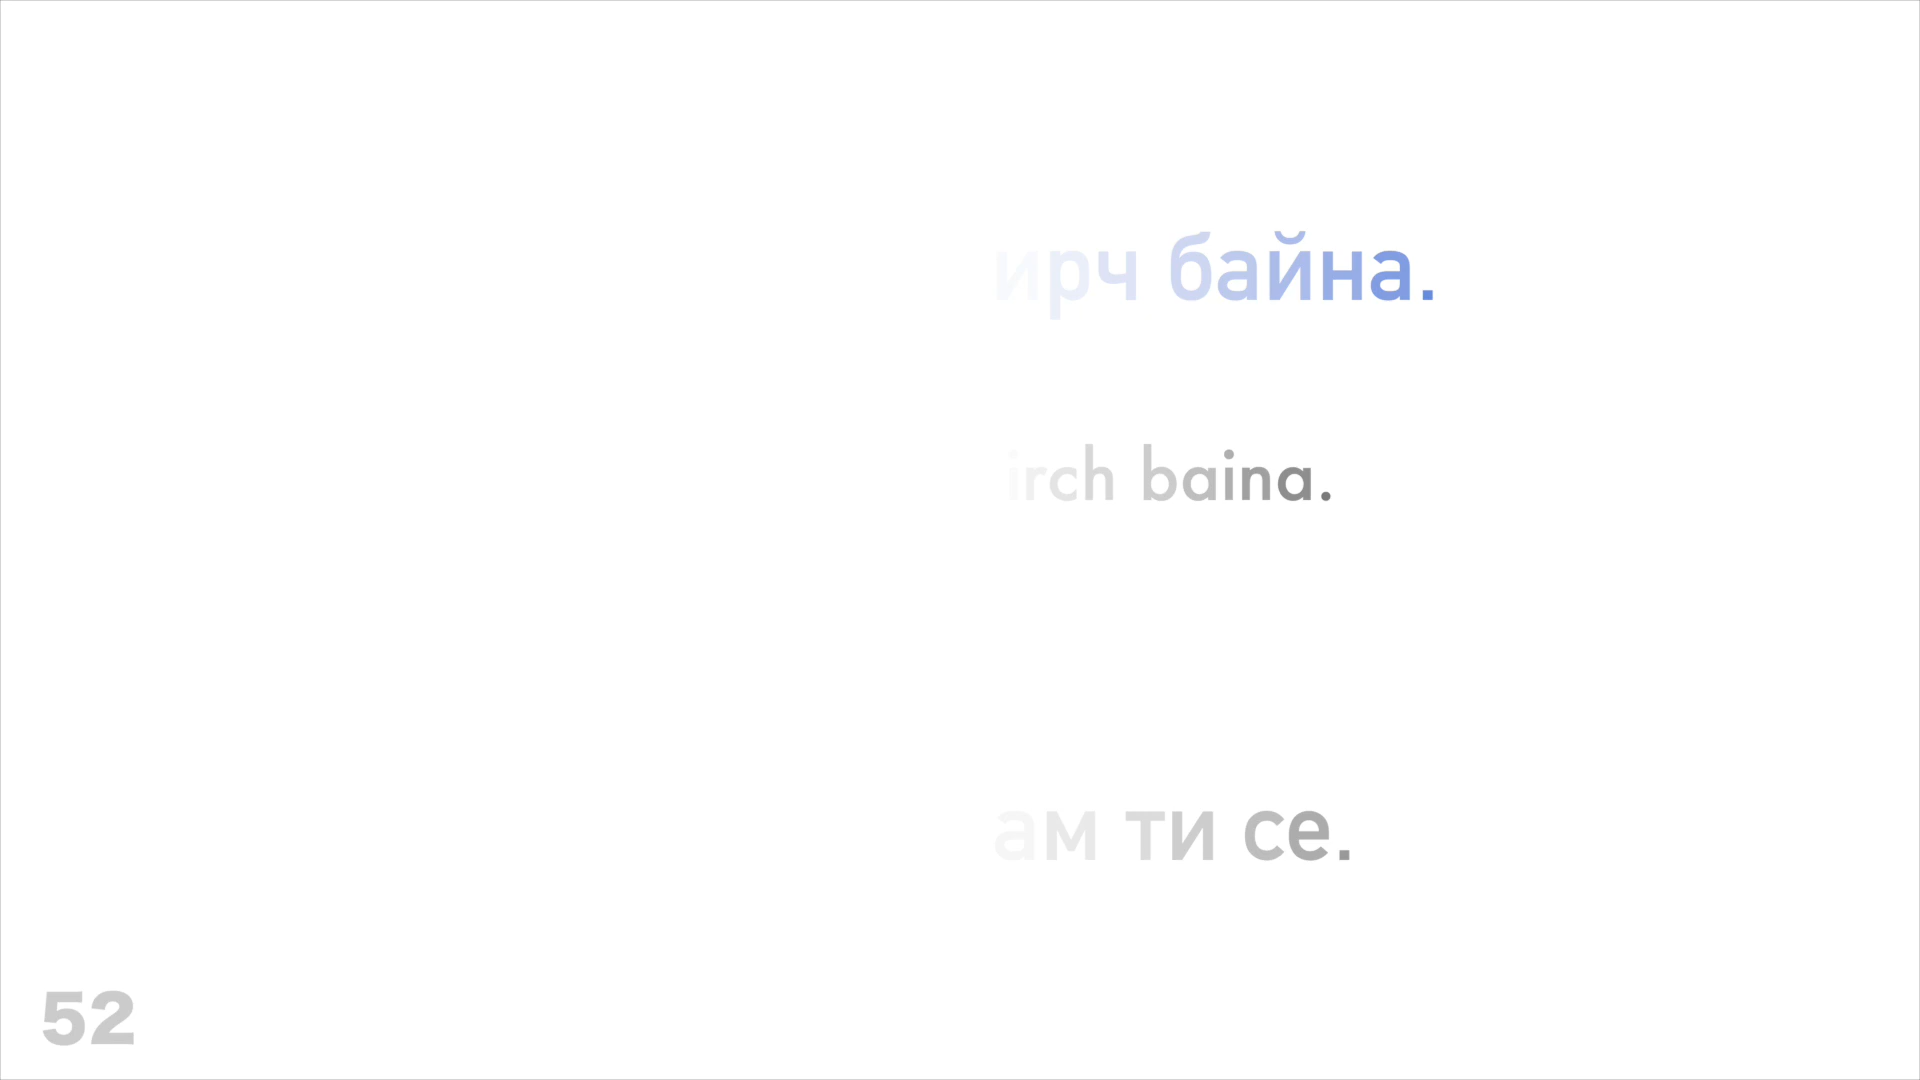 ирч байна.
irch baina.
ам ти се.
52